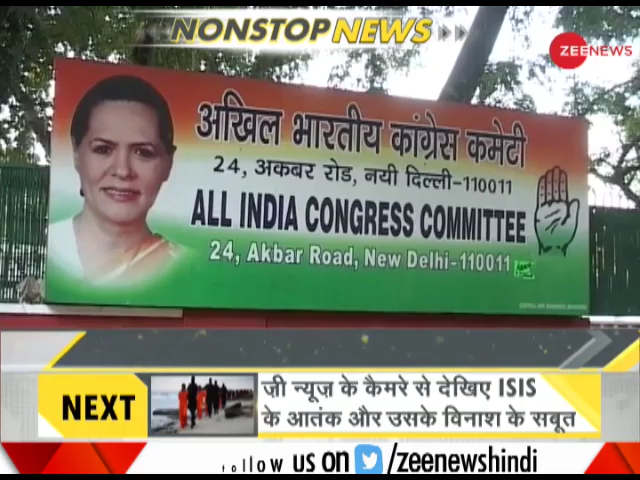 NONSTOP NEWS
ZEE NEWS
अखिल भारतीय कांग्रेस कमेटी
24, अकबर रोड, नयी दिल्ली-110011
ALL INDIA CONGRESS COMMITTEE
24, Akbar Road, New Delhi-110011
NEXT
ज़ी न्यूज़ के कैमरे से देखिए ISIS
के आतंक और उसके विनाश के सबूत
follow us on /zeenewshindi